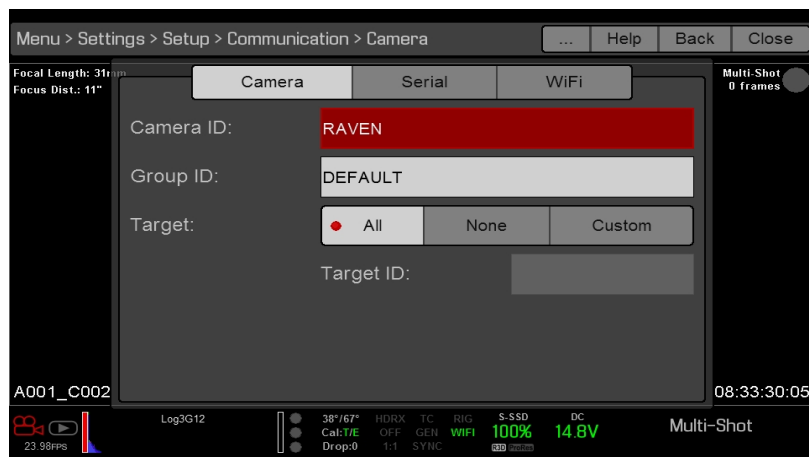 Menu > Settings > Setup > Communication > Camera ... Help Back Close
Focal Length: 31mm
Focus Dist.: 11"
Multi-Shot
0 frames
Camera Serial WiFi
Camera ID: RAVEN
Group ID: DEFAULT
Target: All None Custom
Target ID:
A001_C002 08:33:30:05
Log3G12
23.98FPS
38°/67° HDRX TC RIG S-SSD DC
Cal:T/E OFF GEN WIFI 100% 14.8V
Drop:0 1:1 SYNC R3D ProRes
Multi-Shot